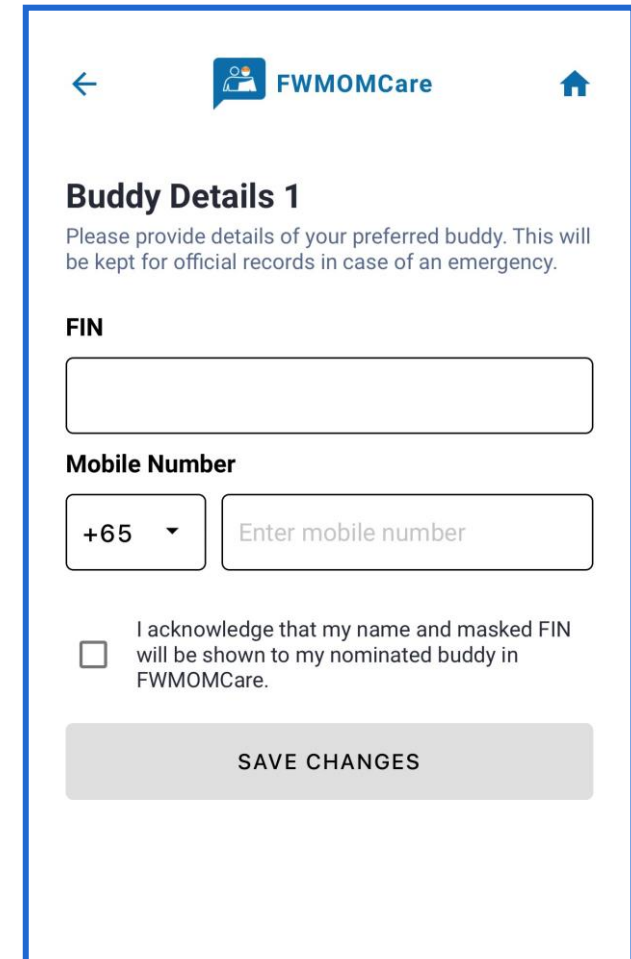 FWMOMCare
Buddy Details 1
Please provide details of your preferred buddy. This will
be kept for official records in case of an emergency.
FIN
Mobile Number
+65
Enter mobile number
I acknowledge that my name and masked FIN
will be shown to my nominated buddy in
FWMOMCare.
SAVE CHANGES